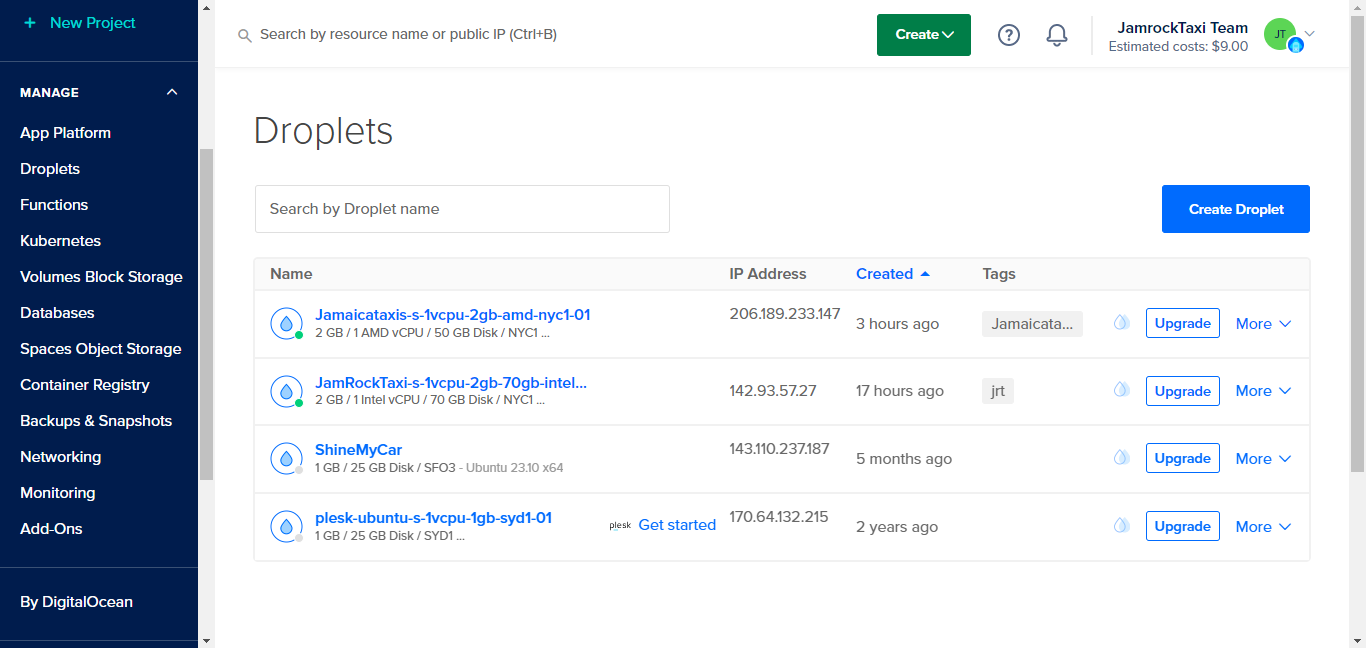 + New Project
MANAGE
App Platform
Droplets
Functions
Kubernetes
Volumes Block Storage
Databases
Spaces Object Storage
Container Registry
Backups & Snapshots
Networking
Monitoring
Add-Ons
By DigitalOcean
Search by resource name or public IP (Ctrl+B)
Create
?
JamrockTaxi Team
Estimated costs: $9.00
JT
Droplets
Search by Droplet name
Create Droplet
Name IP Address Created Tags
Jamaicataxis-s-1vcpu-2gb-amd-nyc1-01
2 GB / 1 AMD vCPU / 50 GB Disk / NYC1 ...
206.189.233.147
3 hours ago
Jamaicata...
Upgrade
More
JamRockTaxi-s-1vcpu-2gb-70gb-intel...
2 GB / 1 Intel vCPU / 70 GB Disk / NYC1 ...
142.93.57.27
17 hours ago
jrt
Upgrade
More
ShineMyCar
1 GB / 25 GB Disk / SFO3 - Ubuntu 23.10 x64
143.110.237.187
5 months ago
Upgrade
More
plesk-ubuntu-s-1vcpu-1gb-syd1-01
1 GB / 25 GB Disk / SYD1 ...
plesk Get started
170.64.132.215
2 years ago
Upgrade
More